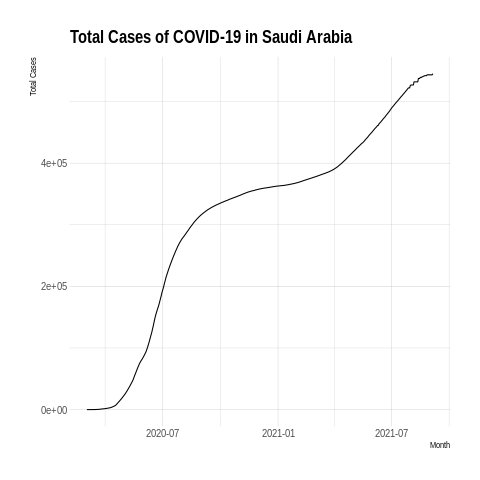 Total Cases of COVID-19 in Saudi Arabia
Total Cases
4e+05
2e+05
0e+00
2020-07
2021-01
2021-07
Month